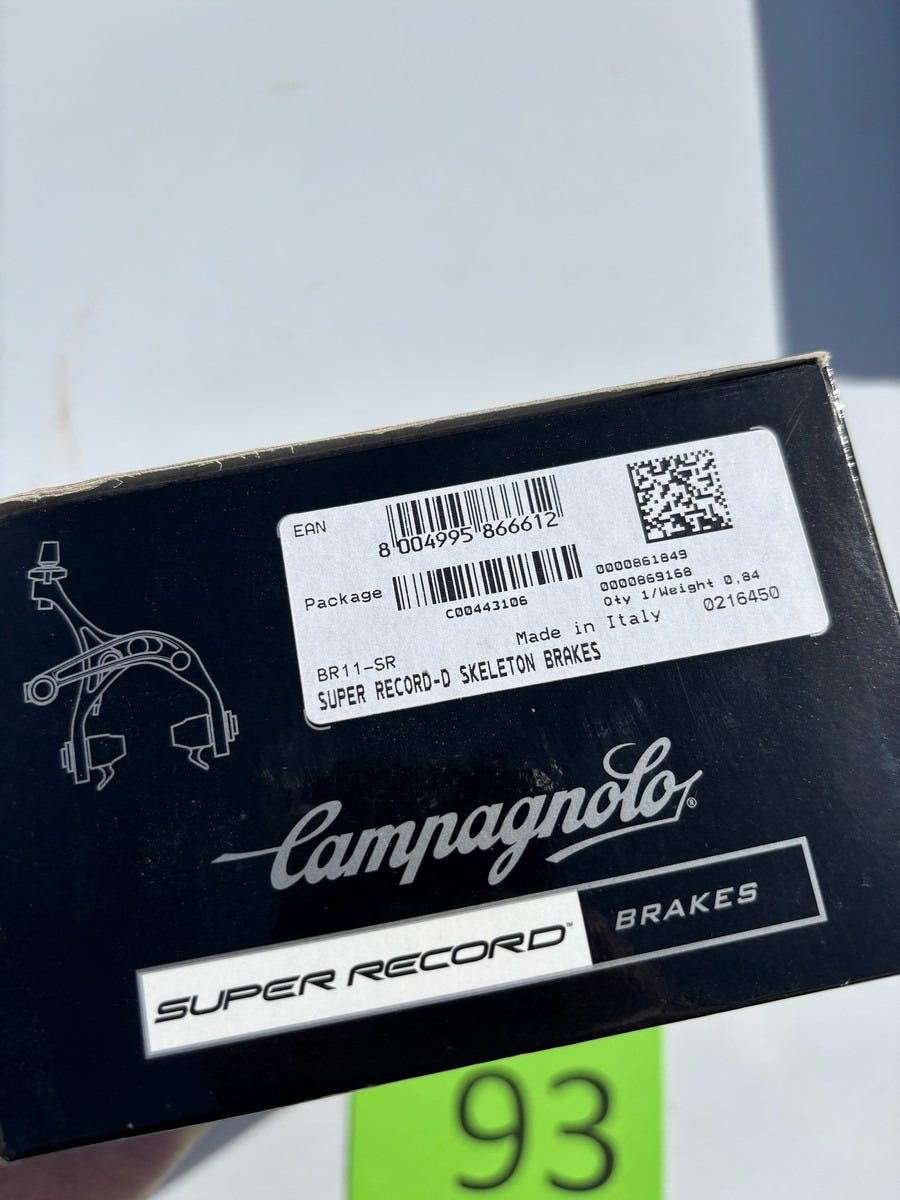 EAN
8 004995 866612
Package
C00443106
0000861849
0000869168
Qty 1/Weight 0,84
Made in Italy 0216450
BR11-SR
SUPER RECORD-D SKELETON BRAKES
Campagnolo®
SUPER RECORD™ BRAKES
93